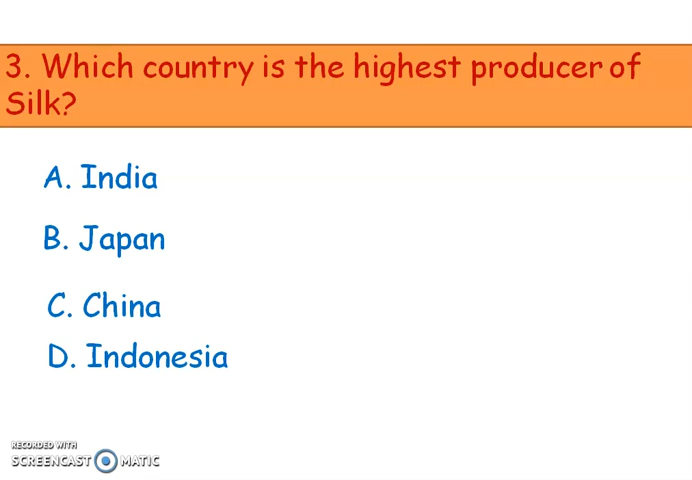 3. Which country is the highest producer of
Silk?
A. India
B. Japan
C. China
D. Indonesia
RECORDED WITH
SCREENCAST MATIC